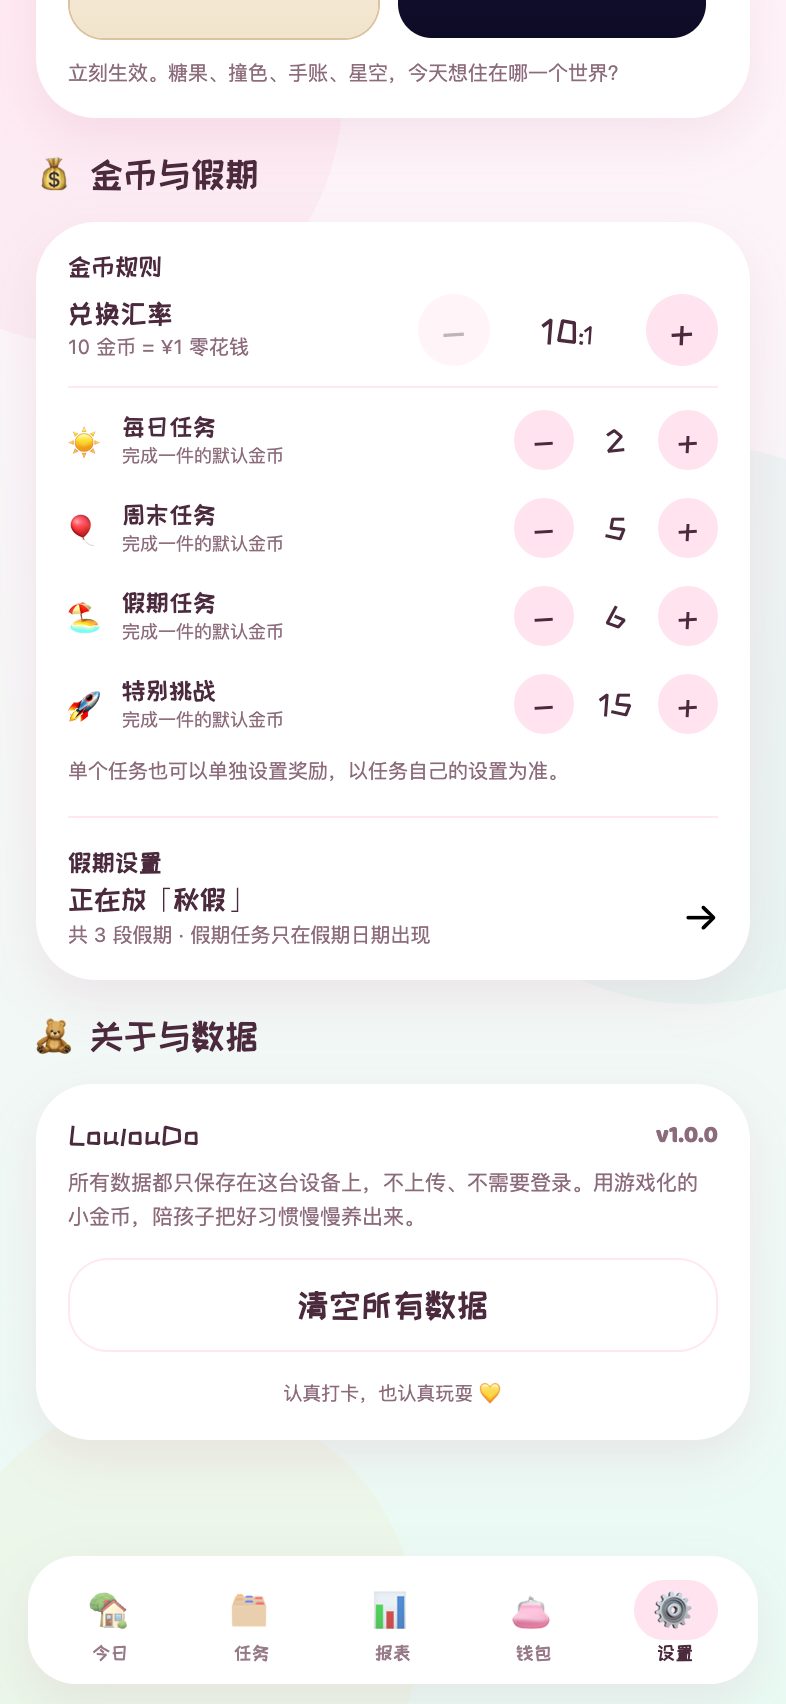 立刻生效。糖果、撞色、手账、星空，今天想住在哪一个世界?
金币与假期
金币规则
兑换汇率
10 金币 = ¥1 零花钱
− 10:1 +
每日任务
完成一件的默认金币
− 2 +
周末任务
完成一件的默认金币
− 5 +
假期任务
完成一件的默认金币
− 6 +
特别挑战
完成一件的默认金币
− 15 +
单个任务也可以单独设置奖励，以任务自己的设置为准。
假期设置
正在放「秋假」
共 3 段假期 · 假期任务只在假期日期出现
关于与数据
LoulouDo
v1.0.0
所有数据都只保存在这台设备上，不上传、不需要登录。用游戏化的
小金币，陪孩子把好习惯慢慢养出来。
清空所有数据
认真打卡，也认真玩耍 💛
今日 任务 报表 钱包 设置